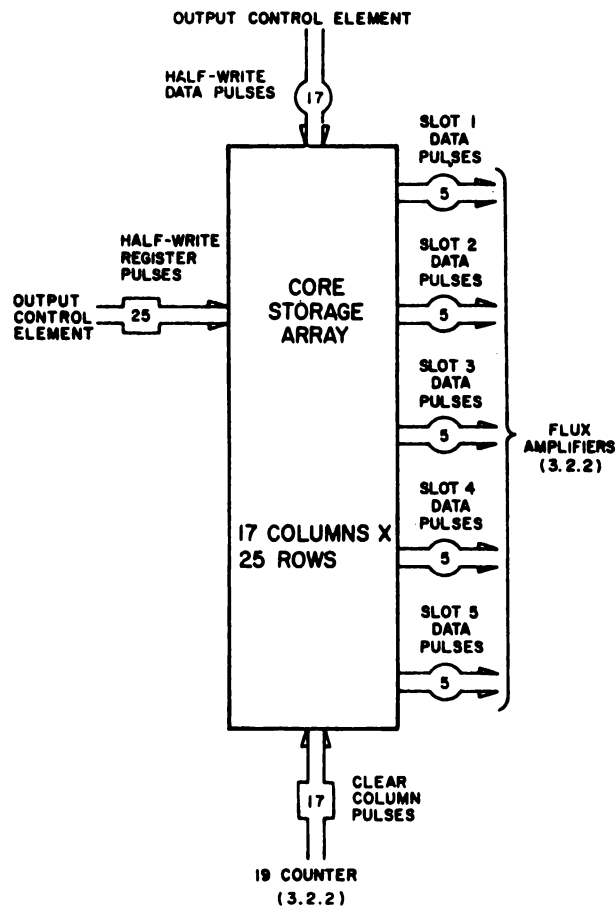 OUTPUT CONTROL ELEMENT
HALF-WRITE
DATA PULSES
17
SLOT 1
DATA
PULSES
5
HALF-WRITE
REGISTER
PULSES
OUTPUT
CONTROL
ELEMENT
25
CORE
STORAGE
ARRAY
SLOT 2
DATA
PULSES
5
SLOT 3
DATA
PULSES
5
FLUX
AMPLIFIERS
(3.2.2)
17 COLUMNS X
25 ROWS
SLOT 4
DATA
PULSES
5
SLOT 5
DATA
PULSES
5
17
CLEAR
COLUMN
PULSES
19 COUNTER
(3.2.2)